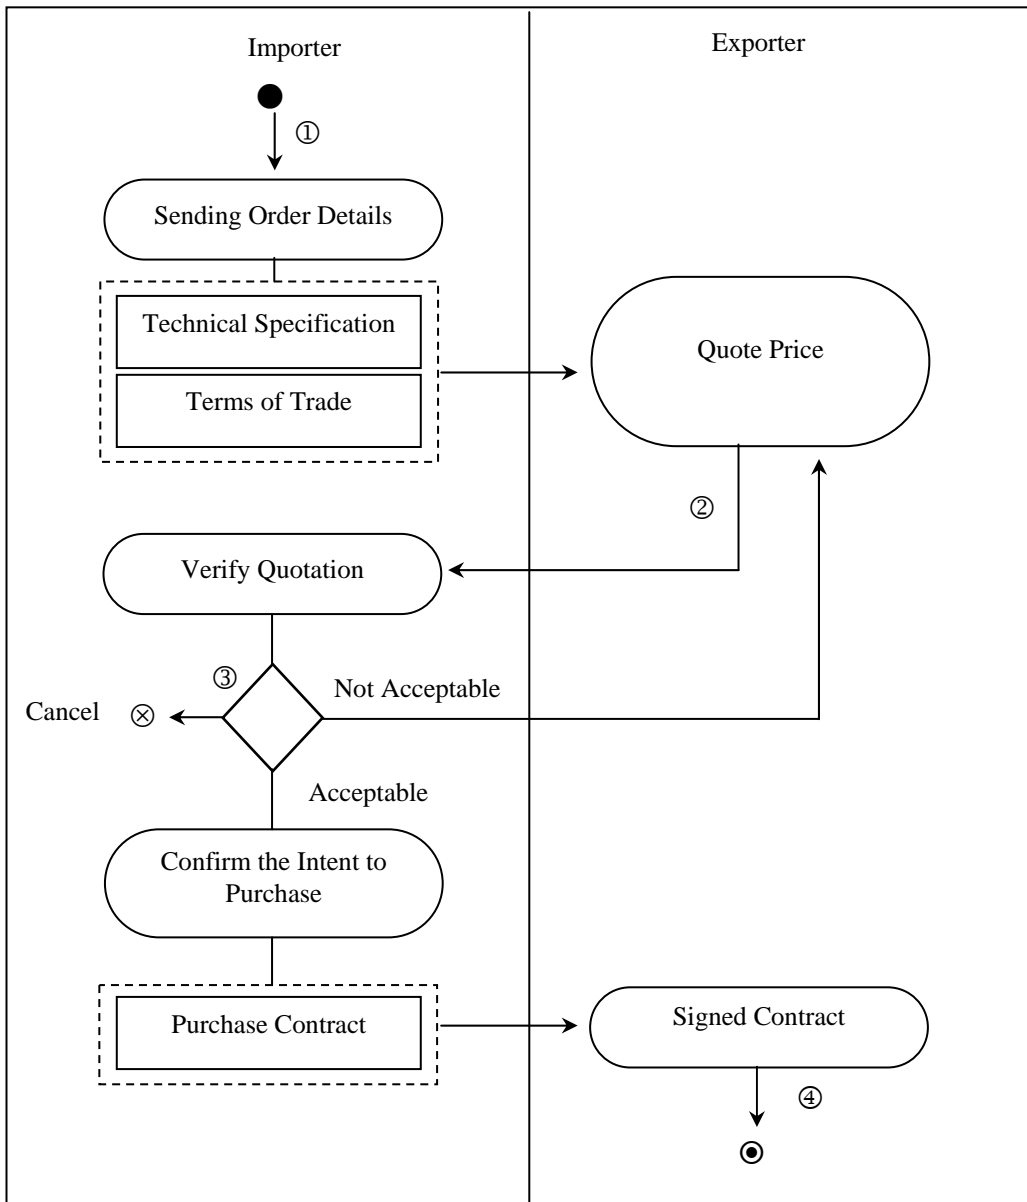 Importer
Exporter
①
Sending Order Details
Technical Specification
Terms of Trade
Quote Price
②
Verify Quotation
③
Not Acceptable
Cancel
Acceptable
Confirm the Intent to
Purchase
Purchase Contract
Signed Contract
④